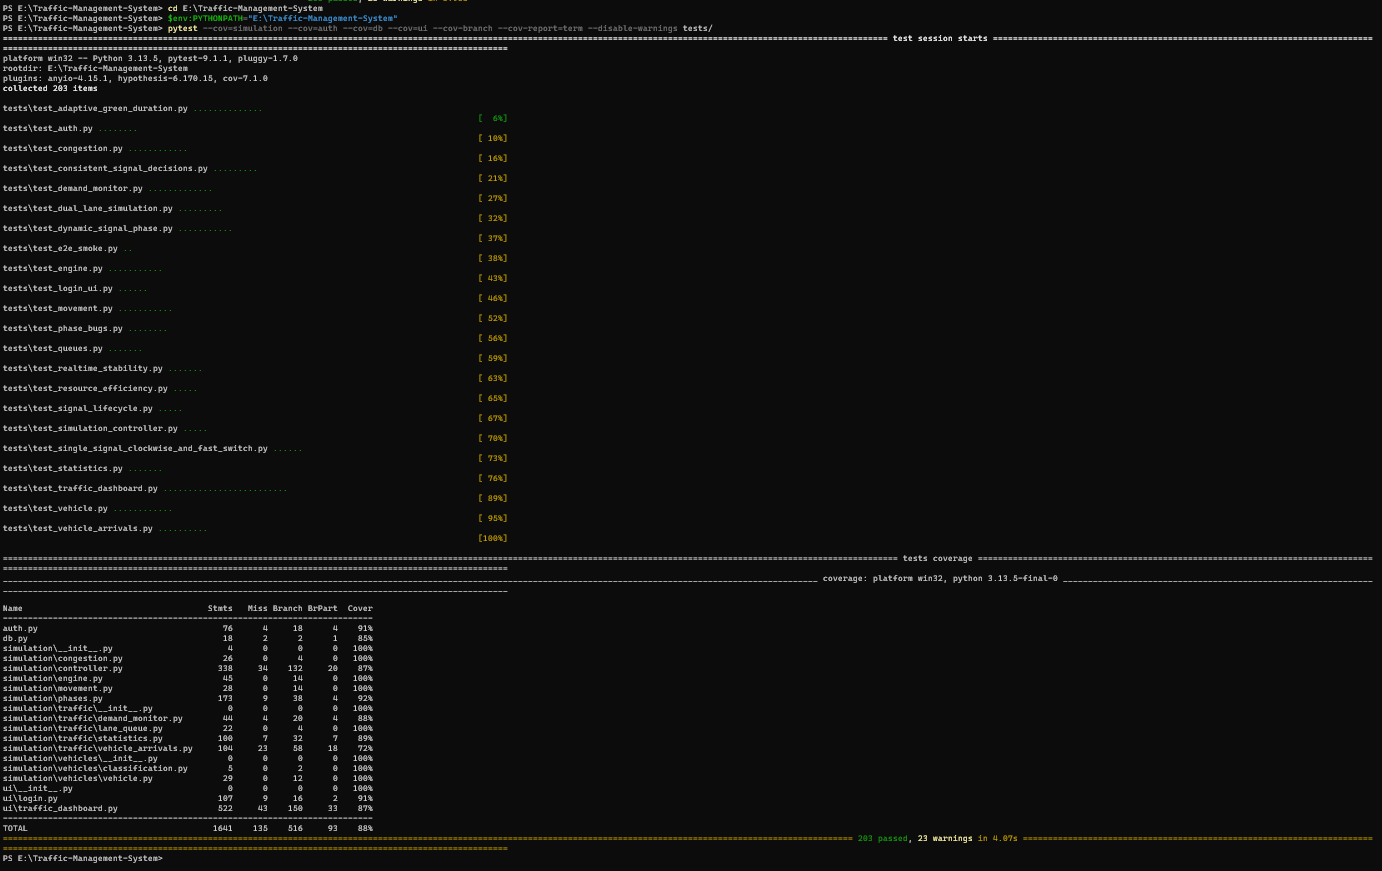 PS E:\Traffic-Management-System> cd E:\Traffic-Management-System
PS E:\Traffic-Management-System> $env:PYTHONPATH="E:\Traffic-Management-System"
PS E:\Traffic-Management-System> pytest --cov=simulation --cov=auth --cov=db --cov=ui --cov-branch --cov-report=term --disable-warnings tests/
test session starts
platform win32 -- Python 3.13.5, pytest-9.1.1, pluggy-1.7.0
rootdir: E:\Traffic-Management-System
plugins: anyio-4.15.1, hypothesis-6.170.15, cov-7.1.0
collected 203 items
tests\test_adaptive_green_duration.py ..............
[  6%]
tests\test_auth.py ........
[ 10%]
tests\test_congestion.py ............
[ 16%]
tests\test_consistent_signal_decisions.py .........
[ 21%]
tests\test_demand_monitor.py .............
[ 27%]
tests\test_dual_lane_simulation.py .........
[ 32%]
tests\test_dynamic_signal_phase.py ...........
[ 37%]
tests\test_e2e_smoke.py ..
[ 38%]
tests\test_engine.py ...........
[ 43%]
tests\test_login_ui.py ......
[ 46%]
tests\test_movement.py ...........
[ 52%]
tests\test_phase_bugs.py ........
[ 56%]
tests\test_queues.py .......
[ 59%]
tests\test_realtime_stability.py .......
[ 63%]
tests\test_resource_efficiency.py .....
[ 65%]
tests\test_signal_lifecycle.py .....
[ 67%]
tests\test_simulation_controller.py .....
[ 70%]
tests\test_single_signal_clockwise_and_fast_switch.py ......
[ 73%]
tests\test_statistics.py .......
[ 76%]
tests\test_traffic_dashboard.py .........................
[ 89%]
tests\test_vehicle.py ............
[ 95%]
tests\test_vehicle_arrivals.py ..........
[100%]
tests coverage
coverage: platform win32, python 3.13.5-final-0
Name Stmts Miss Branch BrPart Cover
auth.py 76 4 18 4 91%
db.py 18 2 2 1 85%
simulation\__init__.py 4 0 0 0 100%
simulation\congestion.py 26 0 4 0 100%
simulation\controller.py 338 34 132 20 87%
simulation\engine.py 45 0 14 0 100%
simulation\movement.py 28 0 14 0 100%
simulation\phases.py 173 9 38 4 92%
simulation\traffic\__init__.py 0 0 0 0 100%
simulation\traffic\demand_monitor.py 44 4 20 4 88%
simulation\traffic\lane_queue.py 22 0 4 0 100%
simulation\traffic\statistics.py 100 7 32 7 89%
simulation\traffic\vehicle_arrivals.py 104 23 58 18 72%
simulation\vehicles\__init__.py 0 0 0 0 100%
simulation\vehicles\classification.py 5 0 2 0 100%
simulation\vehicles\vehicle.py 29 0 12 0 100%
ui\__init__.py 0 0 0 0 100%
ui\login.py 107 9 16 2 91%
ui\traffic_dashboard.py 522 43 150 33 87%
TOTAL 1641 135 516 93 88%
203 passed, 23 warnings in 4.07s
PS E:\Traffic-Management-System>